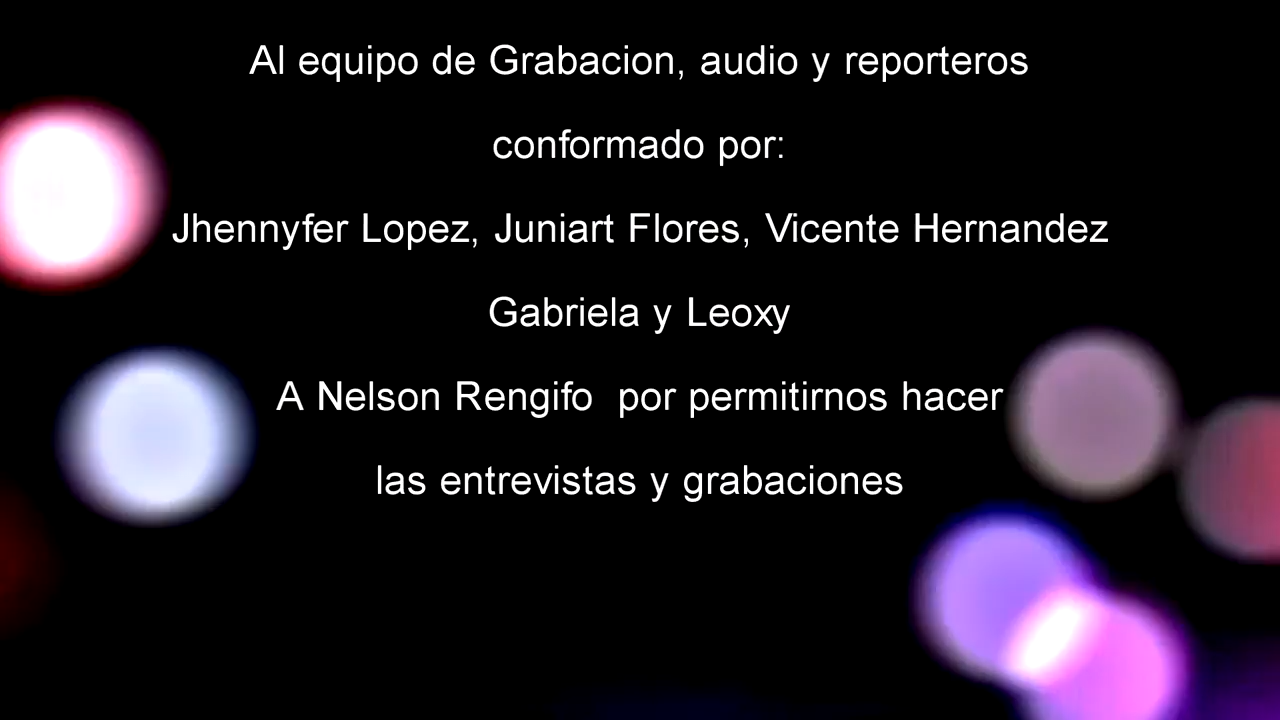 Al equipo de Grabacion, audio y reporteros
conformado por:
Jhennyfer Lopez, Juniart Flores, Vicente Hernandez
Gabriela y Leoxy
A Nelson Rengifo  por permitirnos hacer
las entrevistas y grabaciones